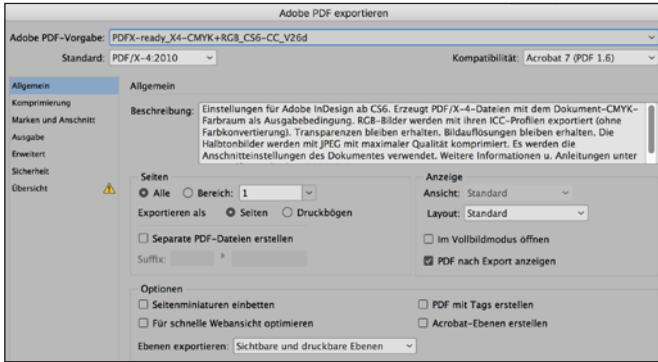 Adobe PDF exportieren
Adobe PDF-Vorgabe: PDFX-ready_X4-CMYK+RGB_CS6-CC_V26d
Standard: PDF/X-4:2010 Kompatibilität: Acrobat 7 (PDF 1.6)
Allgemein
Komprimierung
Marken und Anschnitt
Ausgabe
Erweitert
Sicherheit
Übersicht
Allgemein
Beschreibung: Einstellungen für Adobe InDesign ab CS6. Erzeugt PDF/X-4-Dateien mit dem Dokument-CMYK-
Farbraum als Ausgabebedingung. RGB-Bilder werden mit ihren ICC-Profilen exportiert (ohne
Farbkonvertierung). Transparenzen bleiben erhalten. Bildauflösungen bleiben erhalten. Die
Halbtonbilder werden mit JPEG mit maximaler Qualität komprimiert. Es werden die
Anschnitteinstellungen des Dokumentes verwendet. Weitere Informationen u. Anleitungen unter
Seiten
Alle Bereich: 1
Exportieren als Seiten Druckbögen
Separate PDF-Dateien erstellen
Suffix:
Anzeige
Ansicht: Standard
Layout: Standard
Im Vollbildmodus öffnen
PDF nach Export anzeigen
Optionen
Seitenminiaturen einbetten PDF mit Tags erstellen
Für schnelle Webansicht optimieren Acrobat-Ebenen erstellen
Ebenen exportieren: Sichtbare und druckbare Ebenen